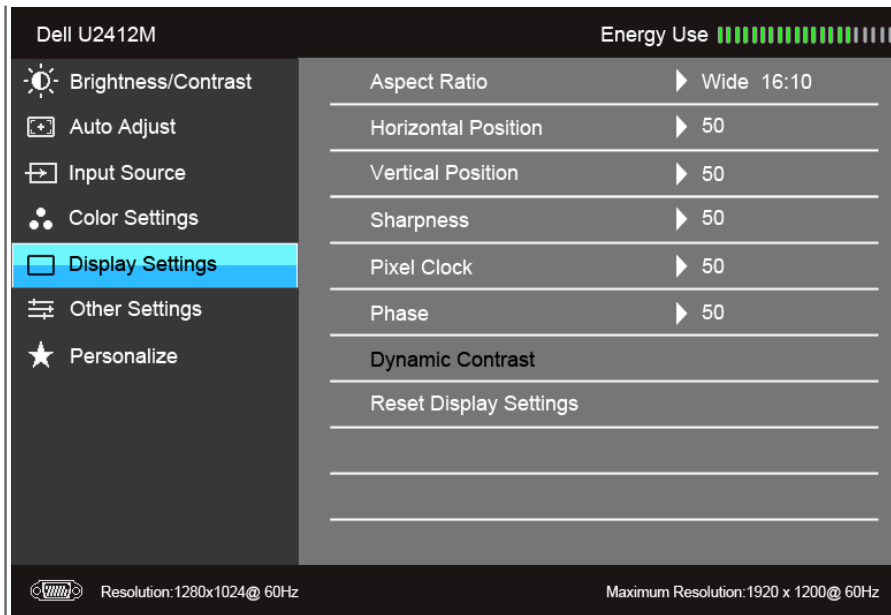 Dell U2412M Energy Use
Brightness/Contrast
Auto Adjust
Input Source
Color Settings
Display Settings
Other Settings
Personalize
Aspect Ratio Wide 16:10
Horizontal Position 50
Vertical Position 50
Sharpness 50
Pixel Clock 50
Phase 50
Dynamic Contrast
Reset Display Settings
Resolution:1280x1024@ 60Hz Maximum Resolution:1920 x 1200@ 60Hz